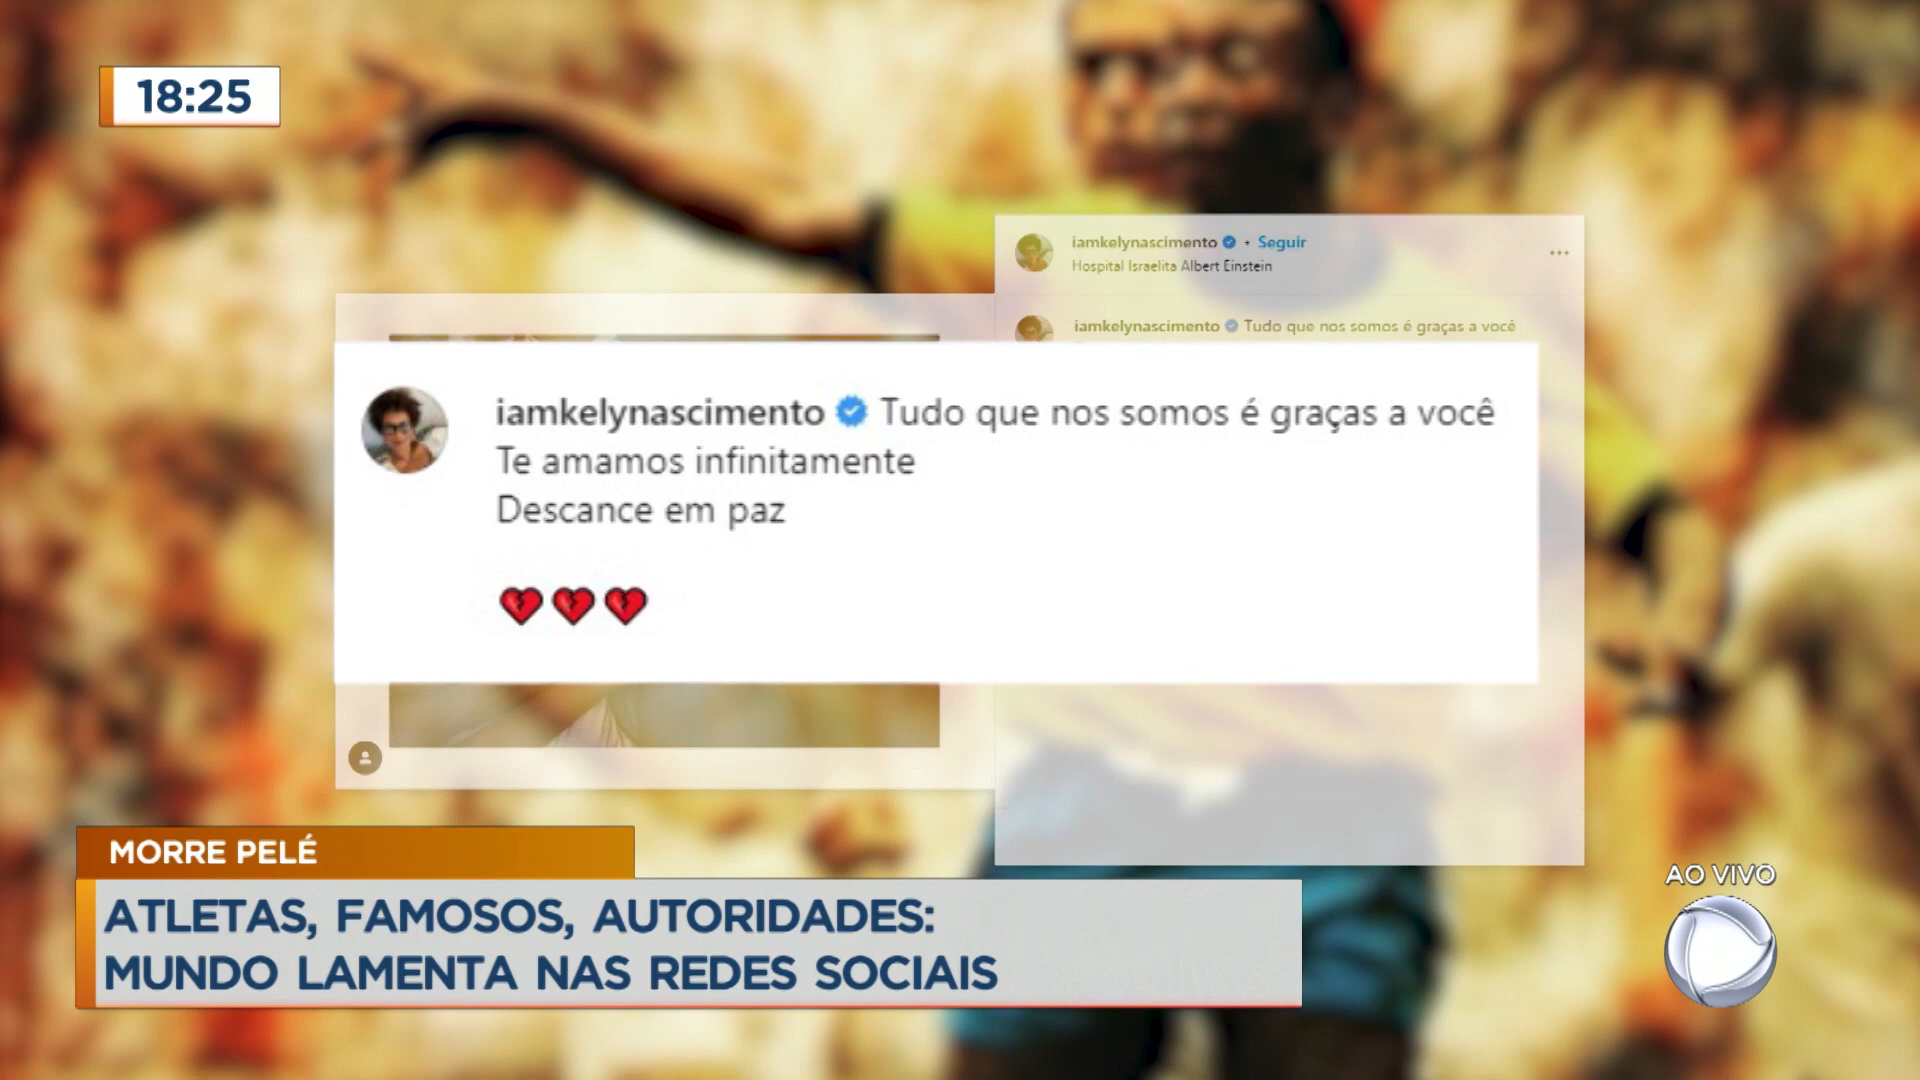 18:25
iamkelynascimento • Seguir
Hospital Israelita Albert Einstein
iamkelynascimento Tudo que nos somos é graças a você
iamkelynascimento Tudo que nos somos é graças a você
Te amamos infinitamente
Descance em paz
💔💔💔
MORRE PELÉ
ATLETAS, FAMOSOS, AUTORIDADES:
MUNDO LAMENTA NAS REDES SOCIAIS
AO VIVO